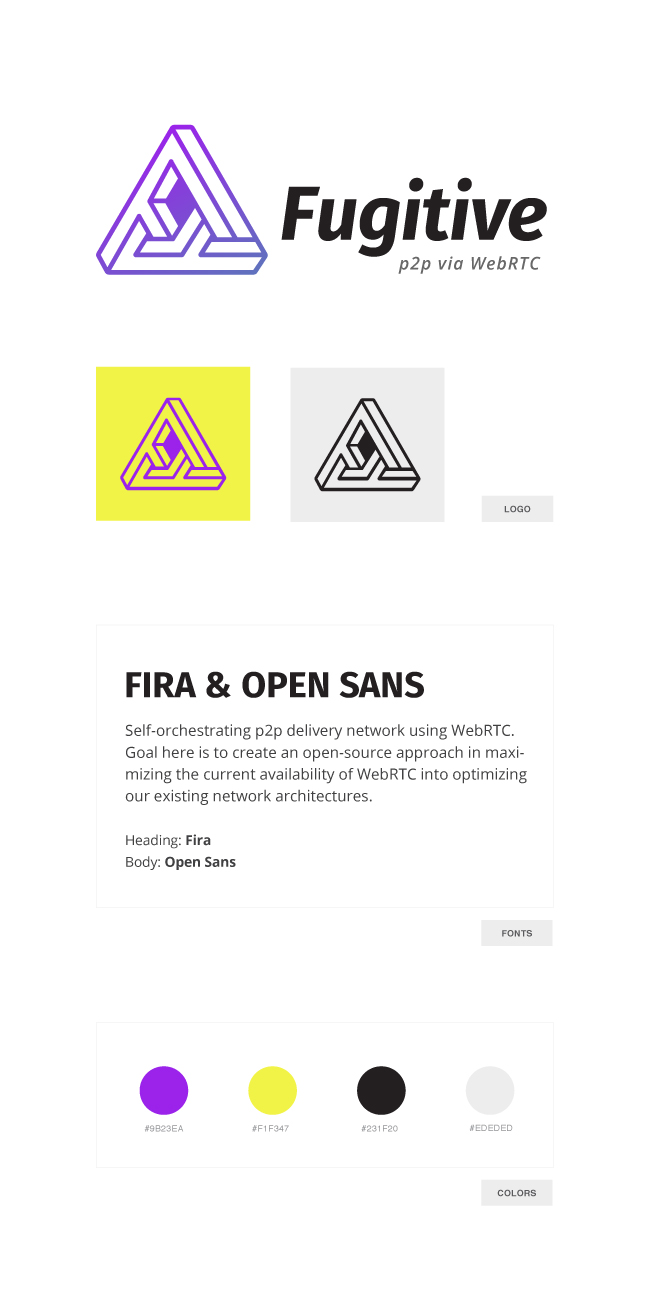 Fugitive
p2p via WebRTC
LOGO
FIRA & OPEN SANS
Self-orchestrating p2p delivery network using WebRTC.
Goal here is to create an open-source approach in maxi-
mizing the current availability of WebRTC into optimizing
our existing network architectures.
Heading: Fira
Body: Open Sans
FONTS
#9B23EA
#F1F347
#231F20
#EDEDED
COLORS